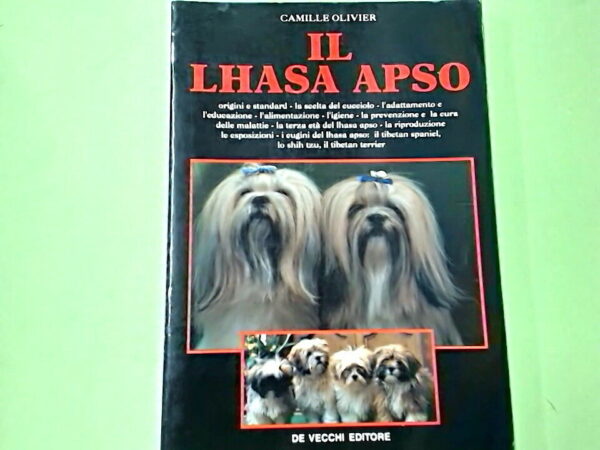 CAMILLE OLIVIER
IL
LHASA APSO
origini e standard - la scelta del cucciolo - l'adattamento e
l'educazione - l'alimentazione - l'igiene - la prevenzione e la cura
delle malattie - la terza età del lhasa apso - la riproduzione
le esposizioni - i cugini del lhasa apso: il tibetan spaniel,
lo shih tzu, il tibetan terrier
DE VECCHI EDITORE